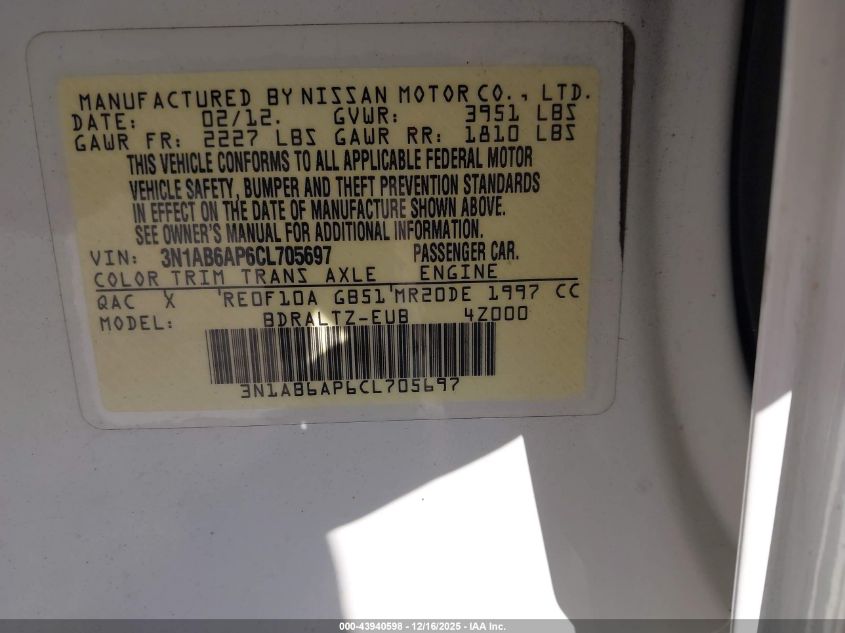 MANUFACTURED BY NISSAN MOTOR CO., LTD.
DATE: 02/12. GVWR: 3951 LBS
GAWR FR: 2227 LBS GAWR RR: 1810 LBS
THIS VEHICLE CONFORMS TO ALL APPLICABLE FEDERAL MOTOR
VEHICLE SAFETY, BUMPER AND THEFT PREVENTION STANDARDS
IN EFFECT ON THE DATE OF MANUFACTURE SHOWN ABOVE.
SEE OWNER'S MANUAL FOR ADDITIONAL INFORMATION.
VIN: 3N1AB6AP6CL705697 PASSENGER CAR.
COLOR TRIM TRANS AXLE ENGINE
QAC X RE0F10A GB51 MR20DE 1997 CC
MODEL: BDRALTZ-EUB 4Z000
3N1AB6AP6CL705697
000-43940598 - 12/16/2025 - IAA Inc.